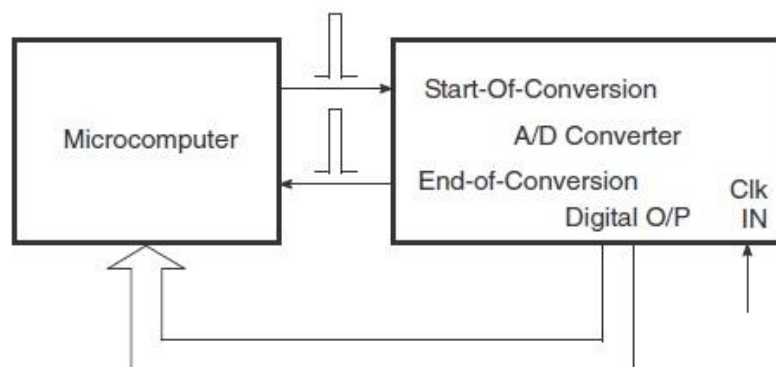 Microcomputer
Start-Of-Conversion
A/D Converter
End-of-Conversion
Digital O/P
Clk
IN